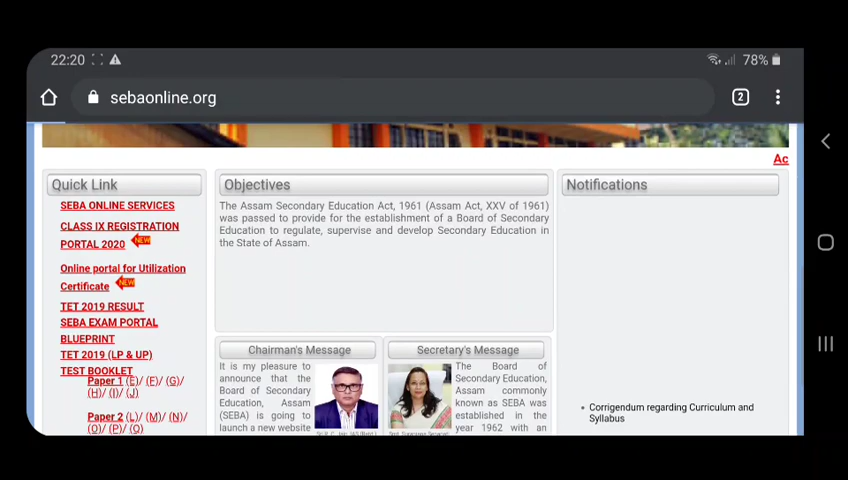 22:20
78%
sebaonline.org
2
Ac
Quick Link
SEBA ONLINE SERVICES
CLASS IX REGISTRATION
PORTAL 2020 NEW
Online portal for Utilization
Certificate NEW
TET 2019 RESULT
SEBA EXAM PORTAL
BLUEPRINT
TET 2019 (LP & UP)
TEST BOOKLET
Paper 1 (E)/ (F)/ (G)/
(H)/ (I)/ (J)
Paper 2 (L)/ (M)/ (N)/
(O)/ (P)/ (Q)
Objectives
The Assam Secondary Education Act, 1961 (Assam Act, XXV of 1961)
was passed to provide for the establishment of a Board of Secondary
Education to regulate, supervise and develop Secondary Education in
the State of Assam.
Chairman's Message
It is my pleasure to
announce that the
Board of Secondary
Education, Assam
(SEBA) is going to
launch a new website
Secretary's Message
The Board of
Secondary Education,
Assam commonly
known as SEBA was
established in the
year 1962 with an
Notifications
• Corrigendum regarding Curriculum and
Syllabus